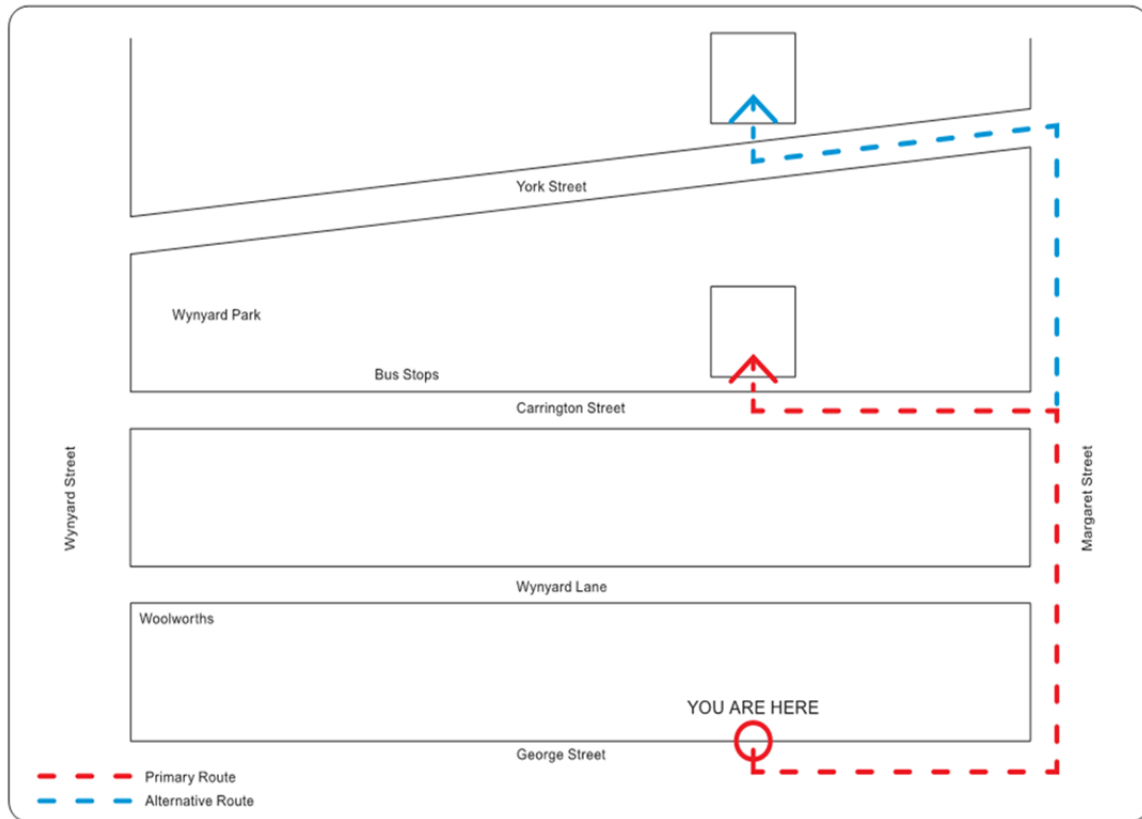 York Street
Wynyard Park
Bus Stops
Carrington Street
Wynyard Street
Margaret Street
Wynyard Lane
Woolworths
YOU ARE HERE
George Street
Primary Route
Alternative Route